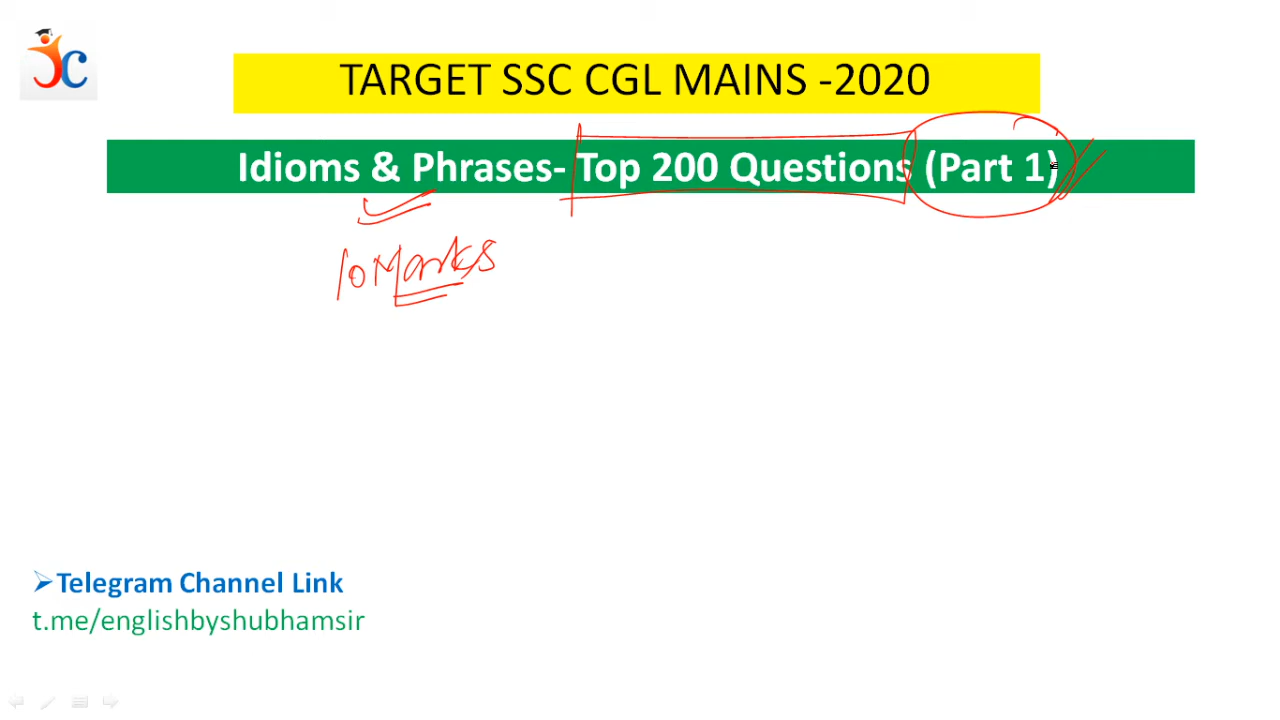 JC
TARGET SSC CGL MAINS -2020
Idioms & Phrases- Top 200 Questions (Part 1)
10 Marks
➢Telegram Channel Link
t.me/englishbyshubhamsir